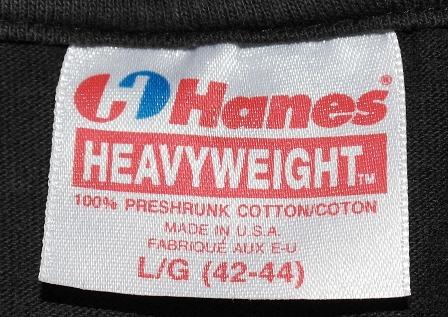 Hanes®
HEAVYWEIGHT™
100% PRESHRUNK COTTON/COTON
MADE IN U.S.A.
FABRIQUÉ AUX E-U
L/G (42-44)